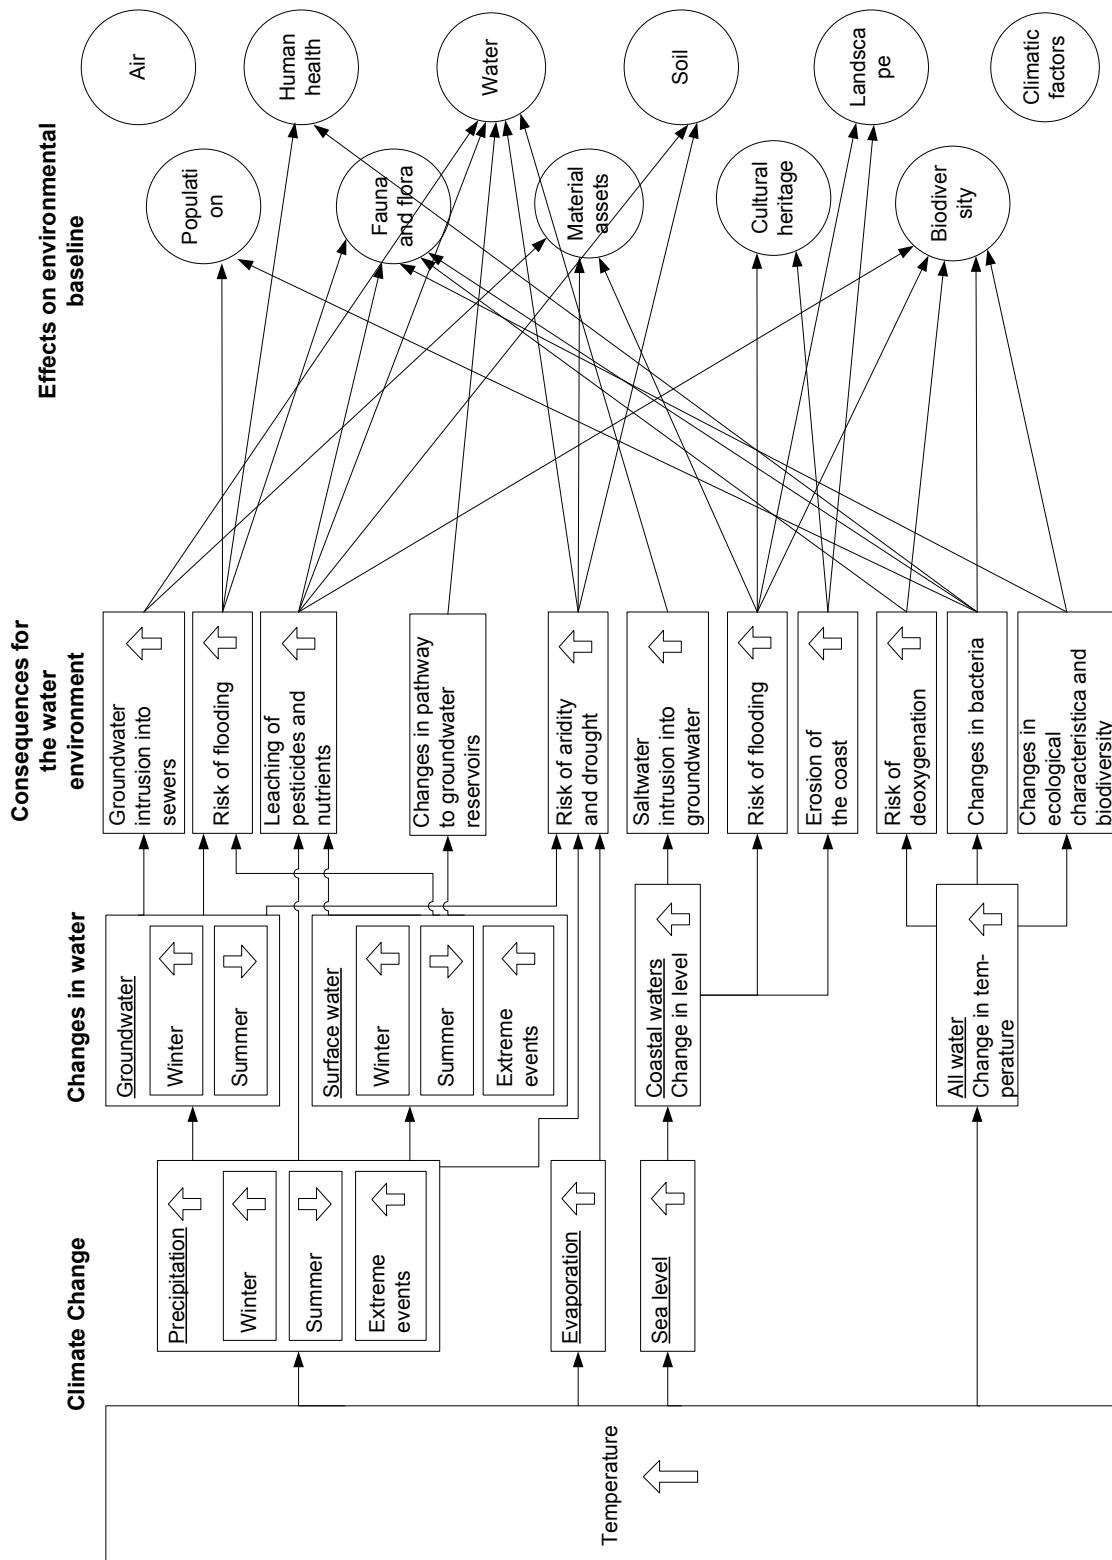 Climate Change
Changes in water
Consequences for
the water
environment
Effects on environmental
baseline
Temperature
Precipitation
Winter
Summer
Extreme
events
Evaporation
Sea level
Groundwater
Winter
Summer
Surface water
Winter
Summer
Extreme
events
Coastal waters
Change in level
All water
Change in tem-
perature
Groundwater
intrusion into
sewers
Risk of flooding
Leaching of
pesticides and
nutrients
Changes in pathway
to groundwater
reservoirs
Risk of aridity
and drought
Saltwater
intrusion into
groundwater
Risk of flooding
Erosion of
the coast
Risk of
deoxygenation
Changes in bacteria
Changes in
ecological
characteristica and
biodiversity
Populati
on
Fauna
and flora
Material
assets
Cultural
heritage
Biodiver
sity
Air
Human
health
Water
Soil
Landsca
pe
Climatic
factors